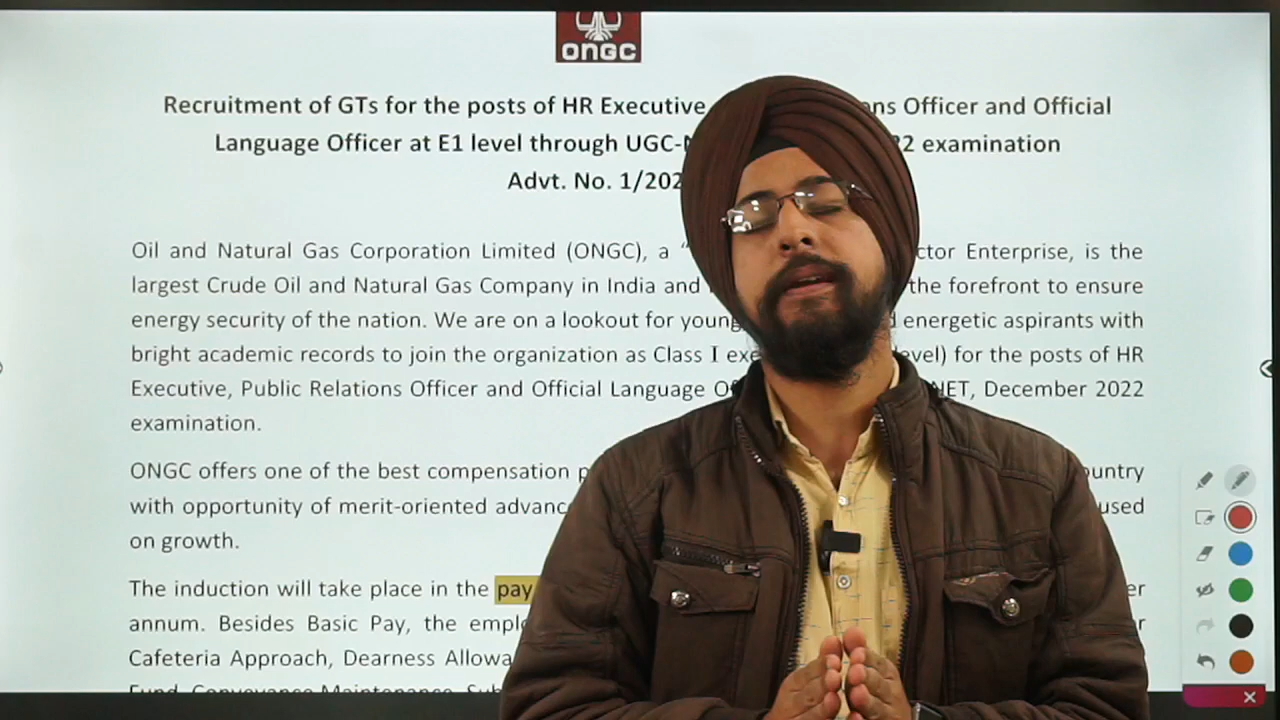 ONGC
Recruitment of GTs for the posts of HR Executive ns Officer and Official
Language Officer at E1 level through UGC- 2 examination
Advt. No. 1/202
Oil and Natural Gas Corporation Limited (ONGC), a “ ctor Enterprise, is the
largest Crude Oil and Natural Gas Company in India and the forefront to ensure
energy security of the nation. We are on a lookout for young energetic aspirants with
bright academic records to join the organization as Class I exe evel) for the posts of HR
Executive, Public Relations Officer and Official Language Of NET, December 2022
examination.
ONGC offers one of the best compensation p ountry
with opportunity of merit-oriented advanc used
on growth.
The induction will take place in the pay er
annum. Besides Basic Pay, the empl r
Cafeteria Approach, Dearness Allowa
Fund, Conveyance Maintenance, Sub